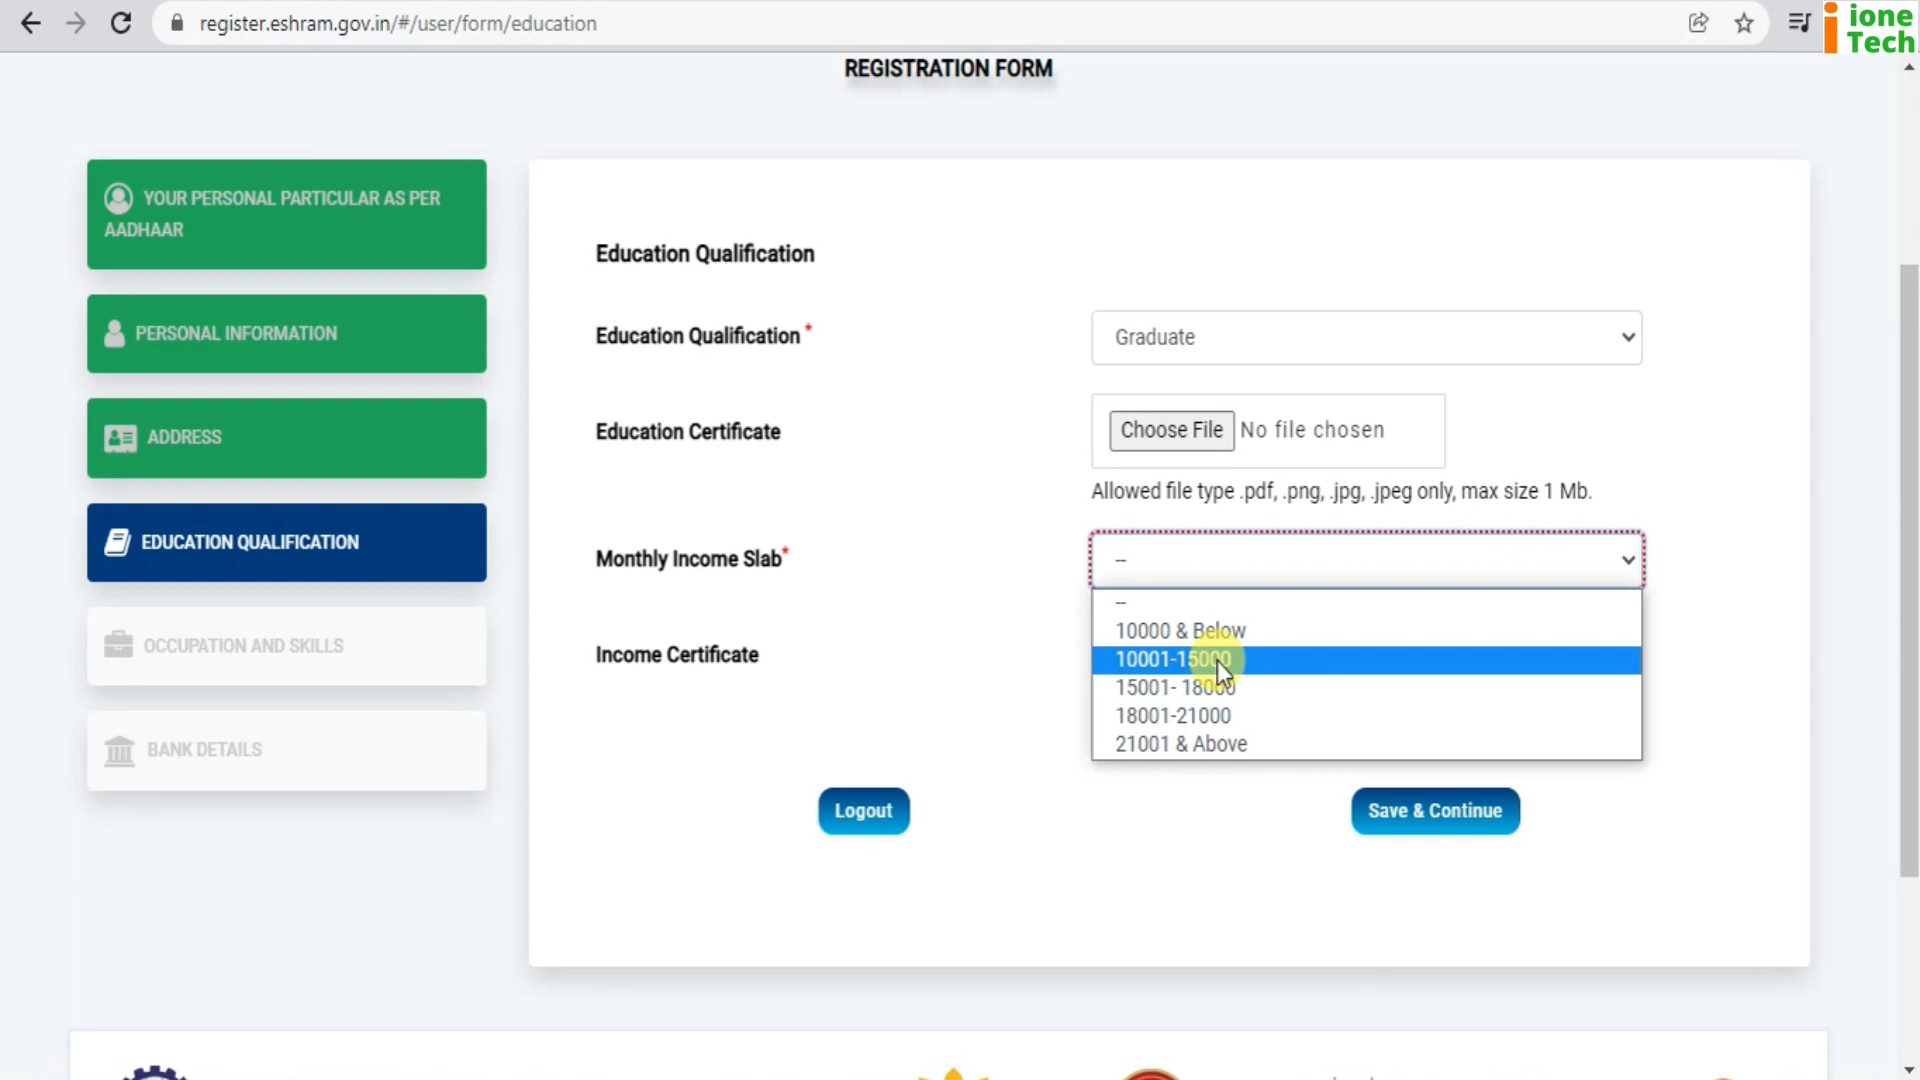 register.eshram.gov.in/#/user/form/education
ione
Tech
REGISTRATION FORM
YOUR PERSONAL PARTICULAR AS PER
AADHAAR
PERSONAL INFORMATION
ADDRESS
EDUCATION QUALIFICATION
OCCUPATION AND SKILLS
BANK DETAILS
Education Qualification
Education Qualification *
Graduate
Education Certificate
Choose File No file chosen
Allowed file type .pdf, .png, .jpg, .jpeg only, max size 1 Mb.
Monthly Income Slab*
--
--
10000 & Below
10001-15000
15001- 18000
18001-21000
21001 & Above
Income Certificate
Logout
Save & Continue